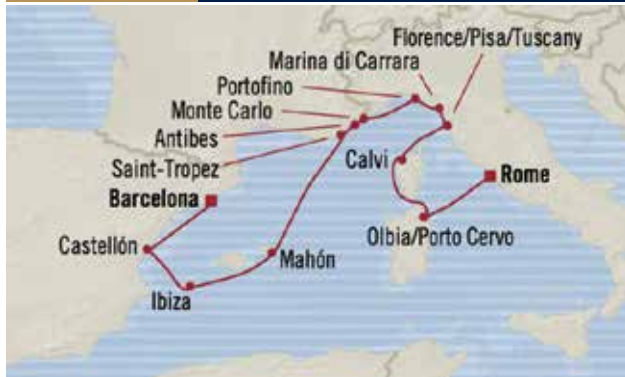 Florence/Pisa/Tuscany
Marina di Carrara
Portofino
Monte Carlo
Antibes
Saint-Tropez
Calvi
Rome
Barcelona
Olbia/Porto Cervo
Castellón
Mahón
Ibiza